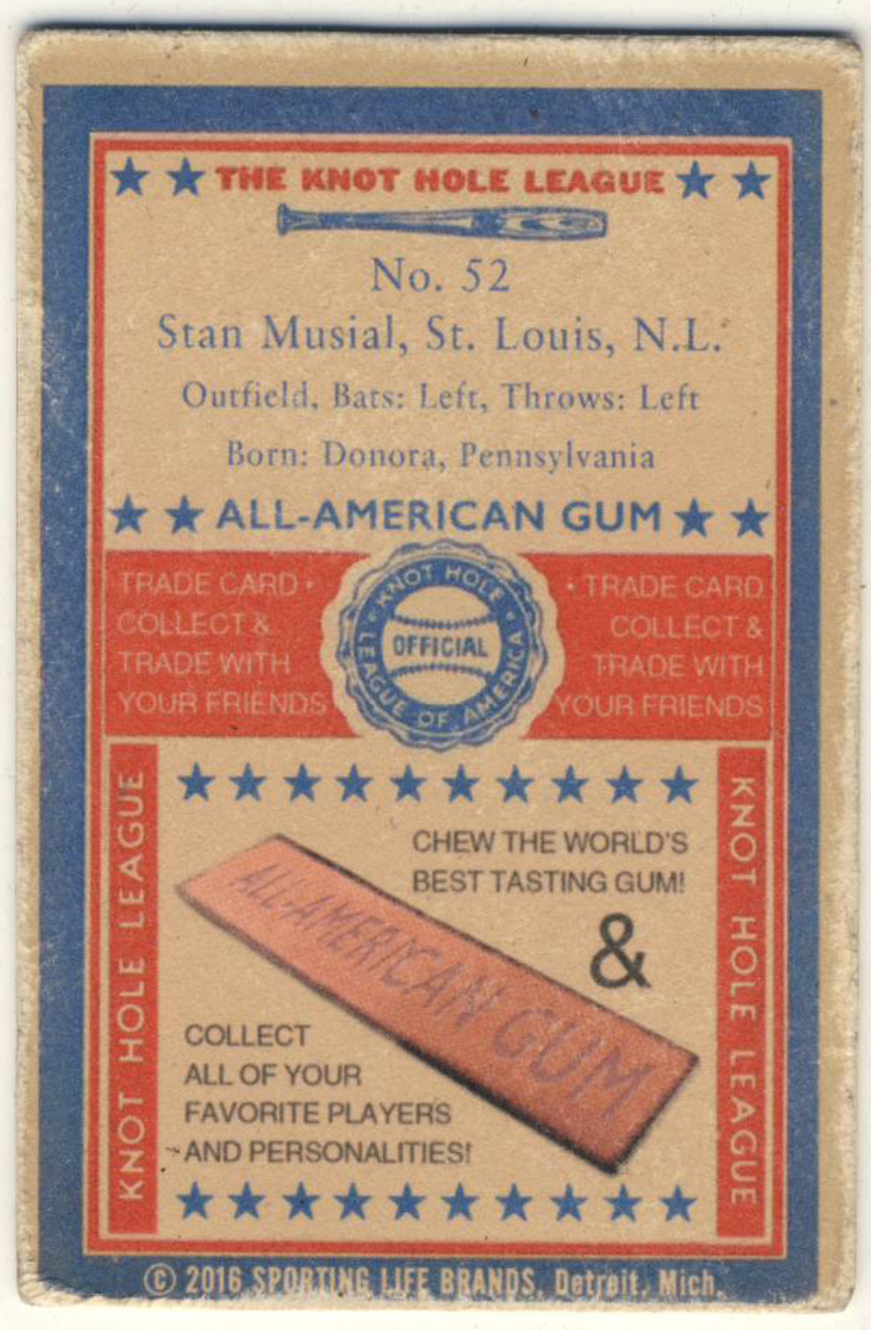 THE KNOT HOLE LEAGUE
No. 52
Stan Musial, St. Louis, N.L.
Outfield, Bats: Left, Throws: Left
Born: Donora, Pennsylvania
ALL-AMERICAN GUM
TRADE CARD •
COLLECT &
TRADE WITH
YOUR FRIENDS
KNOT HOLE
LEAGUE OF AMERICA
OFFICIAL
• TRADE CARD
COLLECT &
TRADE WITH
YOUR FRIENDS
KNOT HOLE LEAGUE
CHEW THE WORLD'S
BEST TASTING GUM!
&
ALL-AMERICAN GUM
COLLECT
ALL OF YOUR
FAVORITE PLAYERS
AND PERSONALITIES!
KNOT HOLE LEAGUE
© 2016 SPORTING LIFE BRANDS, Detroit, Mich.